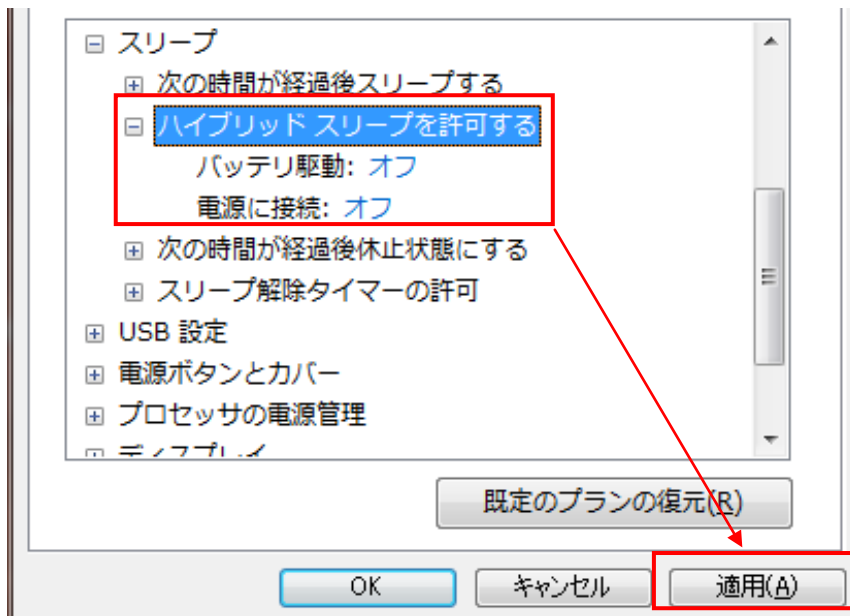 スリープ
次の時間が経過後スリープする
ハイブリッド スリープを許可する
バッテリ駆動: オフ
電源に接続: オフ
次の時間が経過後休止状態にする
スリープ解除タイマーの許可
USB 設定
電源ボタンとカバー
プロセッサの電源管理
ディスプレイ
既定のプランの復元(R)
OK
キャンセル
適用(A)